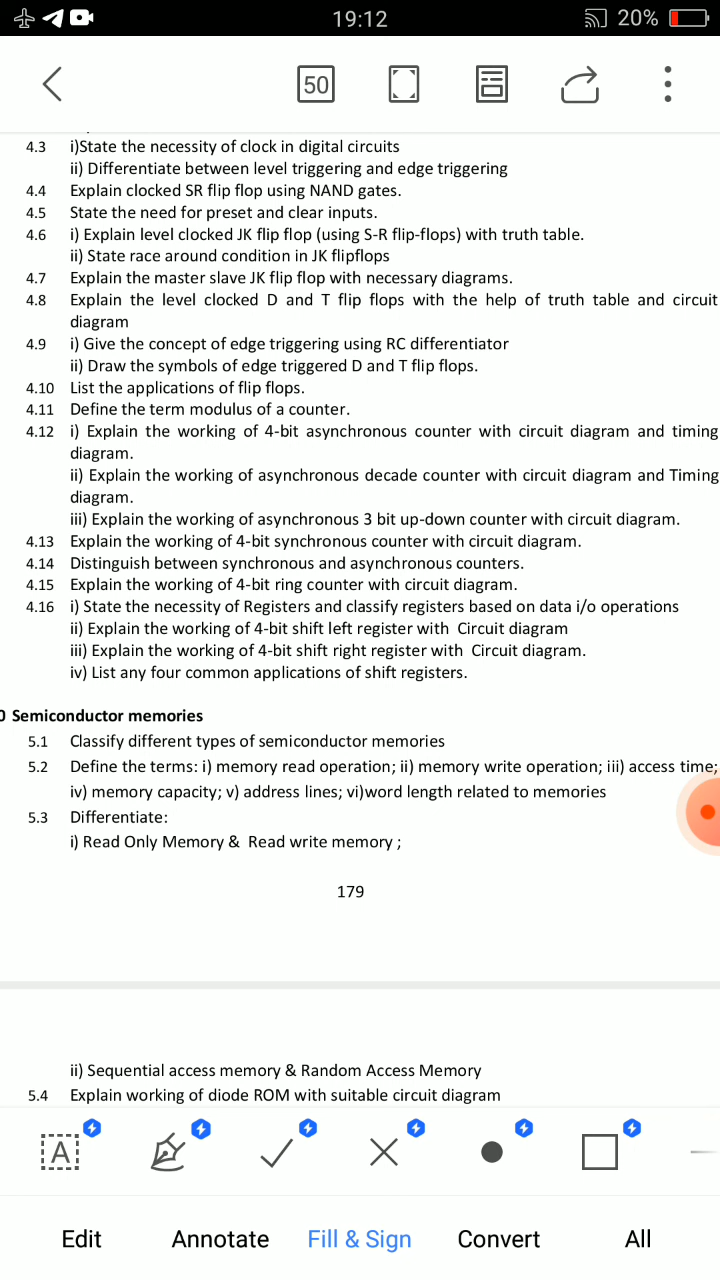 19:12
20%
50
4.3 i)State the necessity of clock in digital circuits
ii) Differentiate between level triggering and edge triggering
4.4 Explain clocked SR flip flop using NAND gates.
4.5 State the need for preset and clear inputs.
4.6 i) Explain level clocked JK flip flop (using S-R flip-flops) with truth table.
ii) State race around condition in JK flipflops
4.7 Explain the master slave JK flip flop with necessary diagrams.
4.8 Explain the level clocked D and T flip flops with the help of truth table and circuit
diagram
4.9 i) Give the concept of edge triggering using RC differentiator
ii) Draw the symbols of edge triggered D and T flip flops.
4.10 List the applications of flip flops.
4.11 Define the term modulus of a counter.
4.12 i) Explain the working of 4-bit asynchronous counter with circuit diagram and timing
diagram.
ii) Explain the working of asynchronous decade counter with circuit diagram and Timing
diagram.
iii) Explain the working of asynchronous 3 bit up-down counter with circuit diagram.
4.13 Explain the working of 4-bit synchronous counter with circuit diagram.
4.14 Distinguish between synchronous and asynchronous counters.
4.15 Explain the working of 4-bit ring counter with circuit diagram.
4.16 i) State the necessity of Registers and classify registers based on data i/o operations
ii) Explain the working of 4-bit shift left register with Circuit diagram
iii) Explain the working of 4-bit shift right register with Circuit diagram.
iv) List any four common applications of shift registers.
0 Semiconductor memories
5.1 Classify different types of semiconductor memories
5.2 Define the terms: i) memory read operation; ii) memory write operation; iii) access time;
iv) memory capacity; v) address lines; vi)word length related to memories
5.3 Differentiate:
i) Read Only Memory & Read write memory ;
179
ii) Sequential access memory & Random Access Memory
5.4 Explain working of diode ROM with suitable circuit diagram
A
Edit Annotate Fill & Sign Convert All